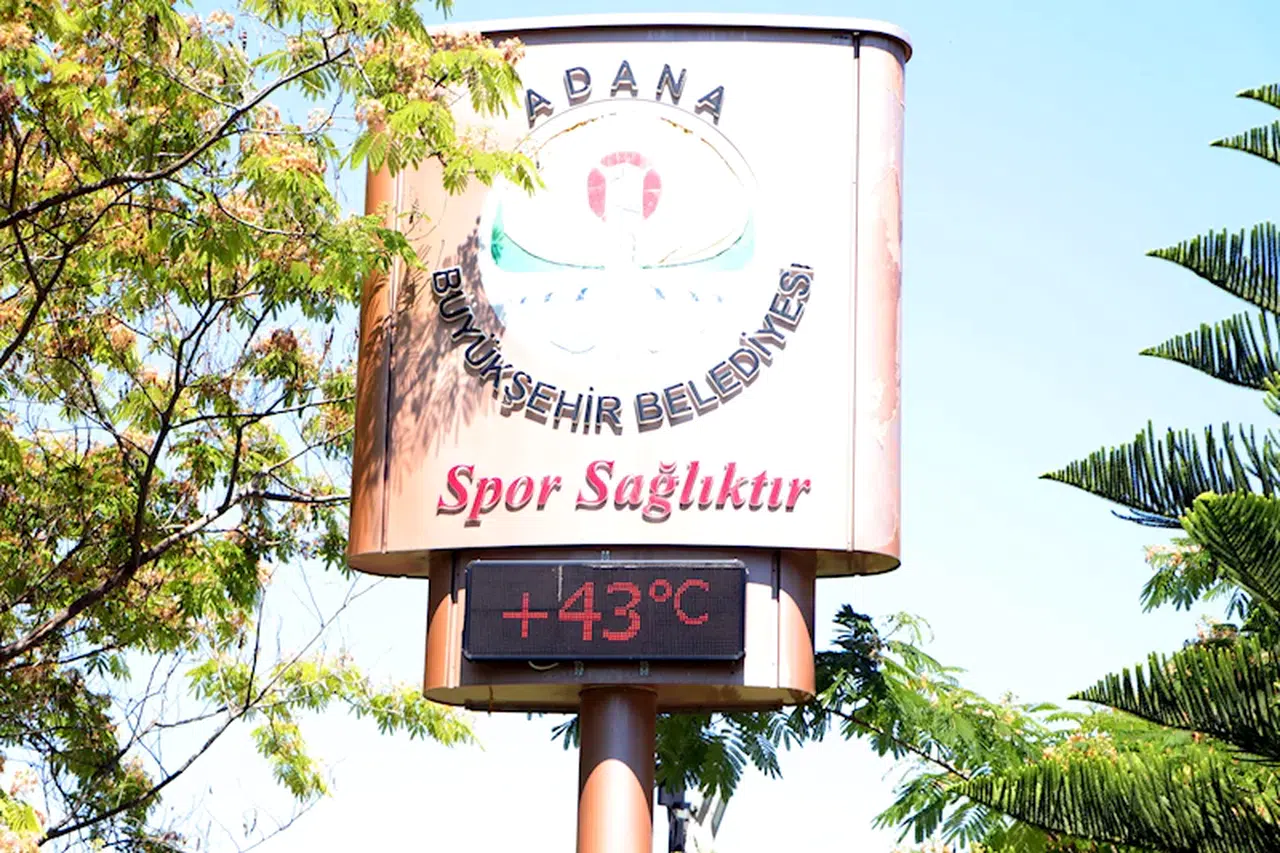 ADANA
BÜYÜKŞEHİR BELEDİYESİ
Spor Sağlıktır
+43°C